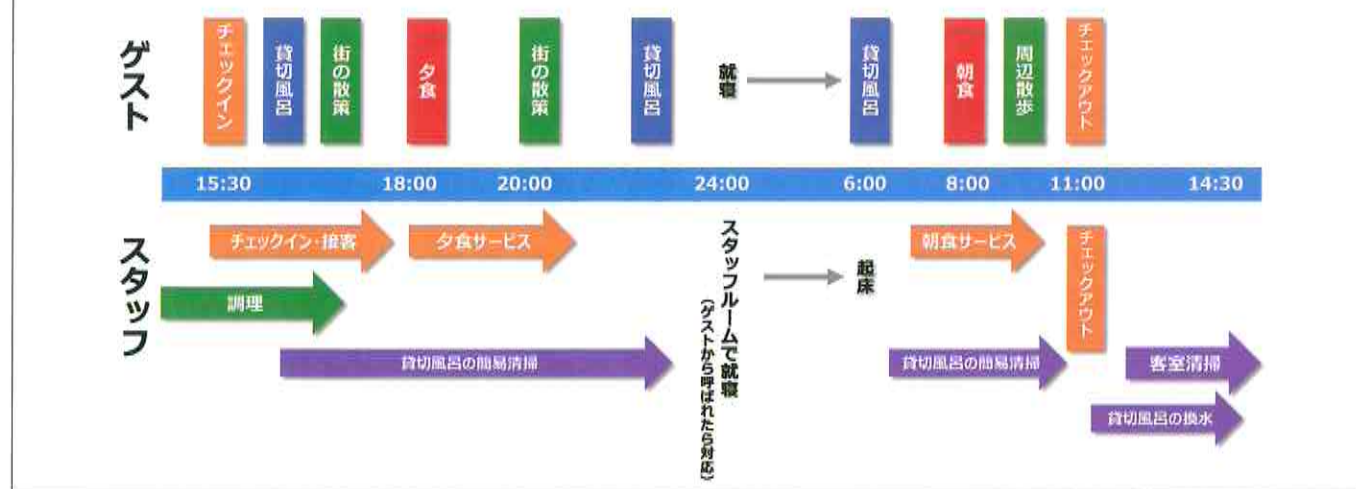 ゲスト
チェックイン
貸切風呂
街の散策
夕食
街の散策
貸切風呂
就寝
貸切風呂
朝食
周辺散歩
チェックアウト
15:30
18:00
20:00
24:00
6:00
8:00
11:00
14:30
スタッフ
チェックイン・接客
夕食サービス
調理
貸切風呂の簡易清掃
スタッフルームで就寝
(ゲストから呼ばれたら対応)
起床
朝食サービス
チェックアウト
貸切風呂の簡易清掃
客室清掃
貸切風呂の換水